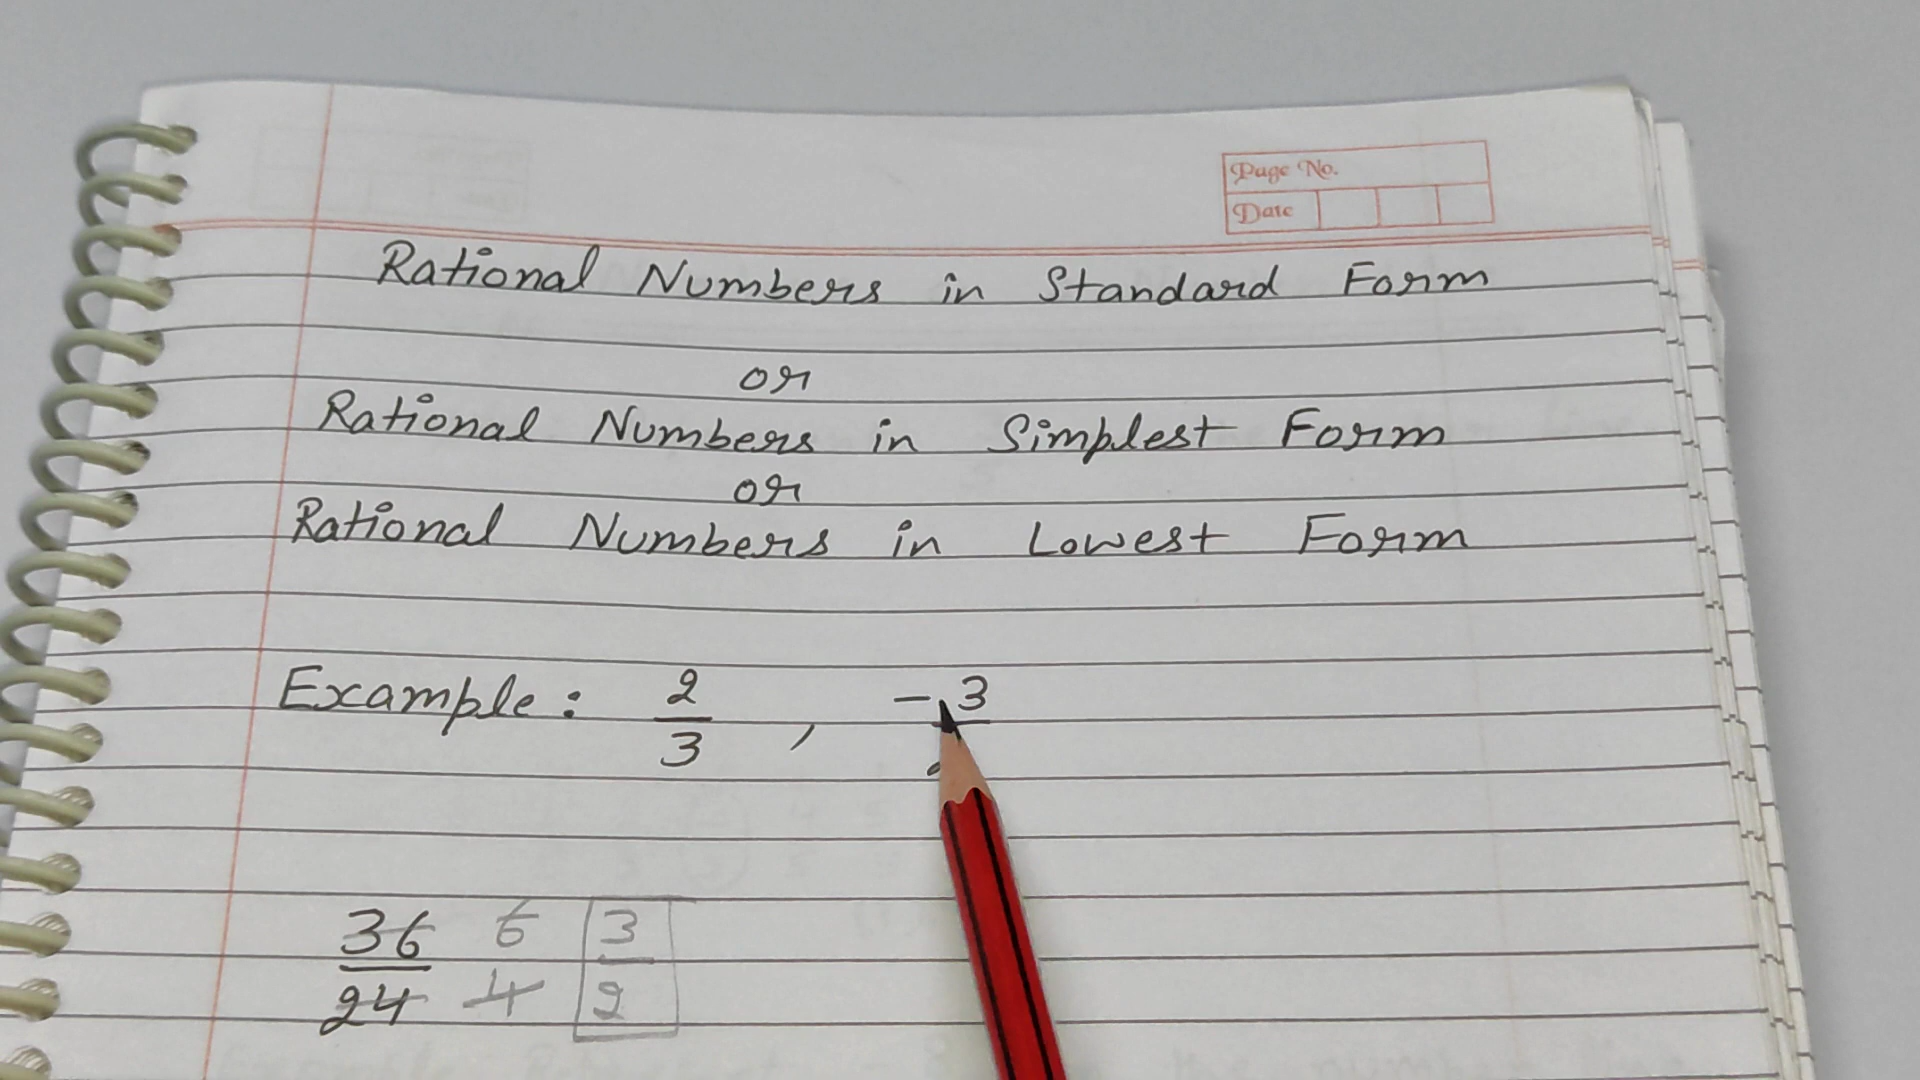 Page No.
Date
Rational Numbers in Standard Form
or
Rational Numbers in Simplest Form
or
Rational Numbers in Lowest Form
Example : 2/3 , -3/
36/24 6/4 3/2